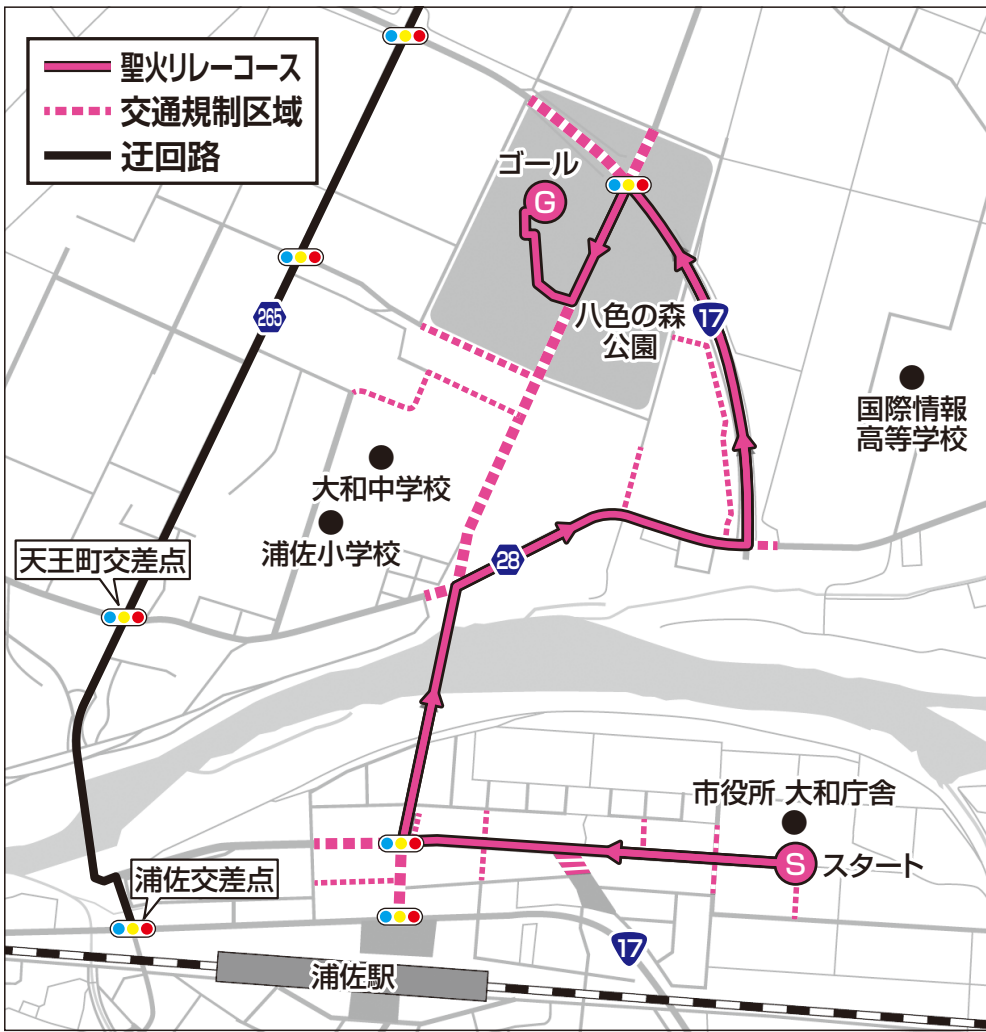 聖火リレーコース
交通規制区域
迂回路
ゴール
G
265
八色の森
公園
17
国際情報
高等学校
大和中学校
浦佐小学校
天王町交差点
28
市役所 大和庁舎
S
スタート
浦佐交差点
17
浦佐駅